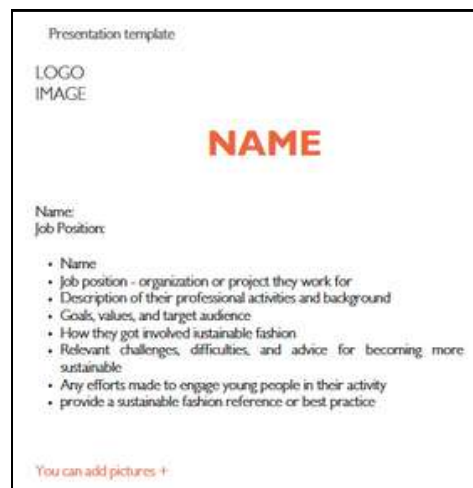 Presentation template
LOGO
IMAGE
NAME
Name:
Job Position:
• Name
• Job position - organization or project they work for
• Description of their professional activities and background
• Goals, values, and target audience
• How they got involved iustainable fashion
• Relevant challenges, difficulties, and advice for becoming more
sustainable
• Any efforts made to engage young people in their activity
• provide a sustainable fashion reference or best practice
You can add pictures +